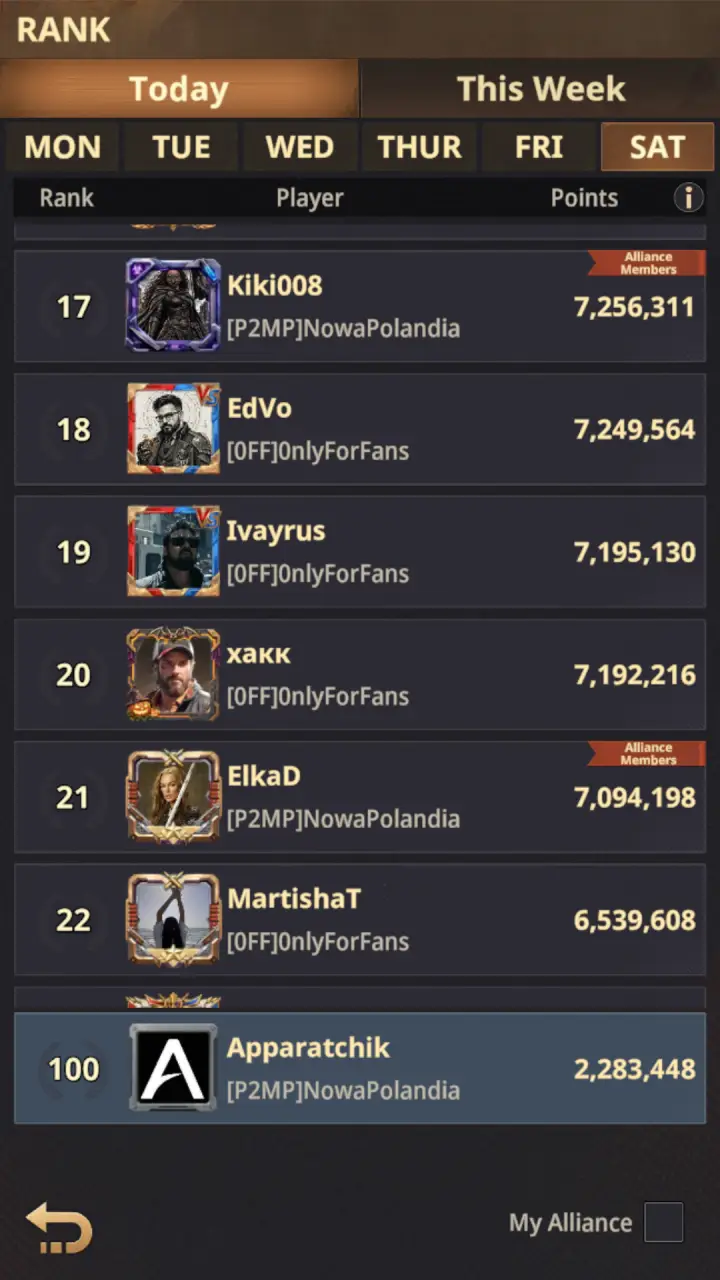 RANK
Today
This Week
MON
TUE
WED
THUR
FRI
SAT
Rank
Player
Points
i
Alliance
Members
17
Kiki008
[P2MP]NowaPolandia
7,256,311
18
VS
EdVo
[0FF]0nlyForFans
7,249,564
19
VS
Ivayrus
[0FF]0nlyForFans
7,195,130
20
хакк
[0FF]0nlyForFans
7,192,216
Alliance
Members
21
ElkaD
[P2MP]NowaPolandia
7,094,198
22
MartishaT
[0FF]0nlyForFans
6,539,608
100
A
Apparatchik
[P2MP]NowaPolandia
2,283,448
My Alliance